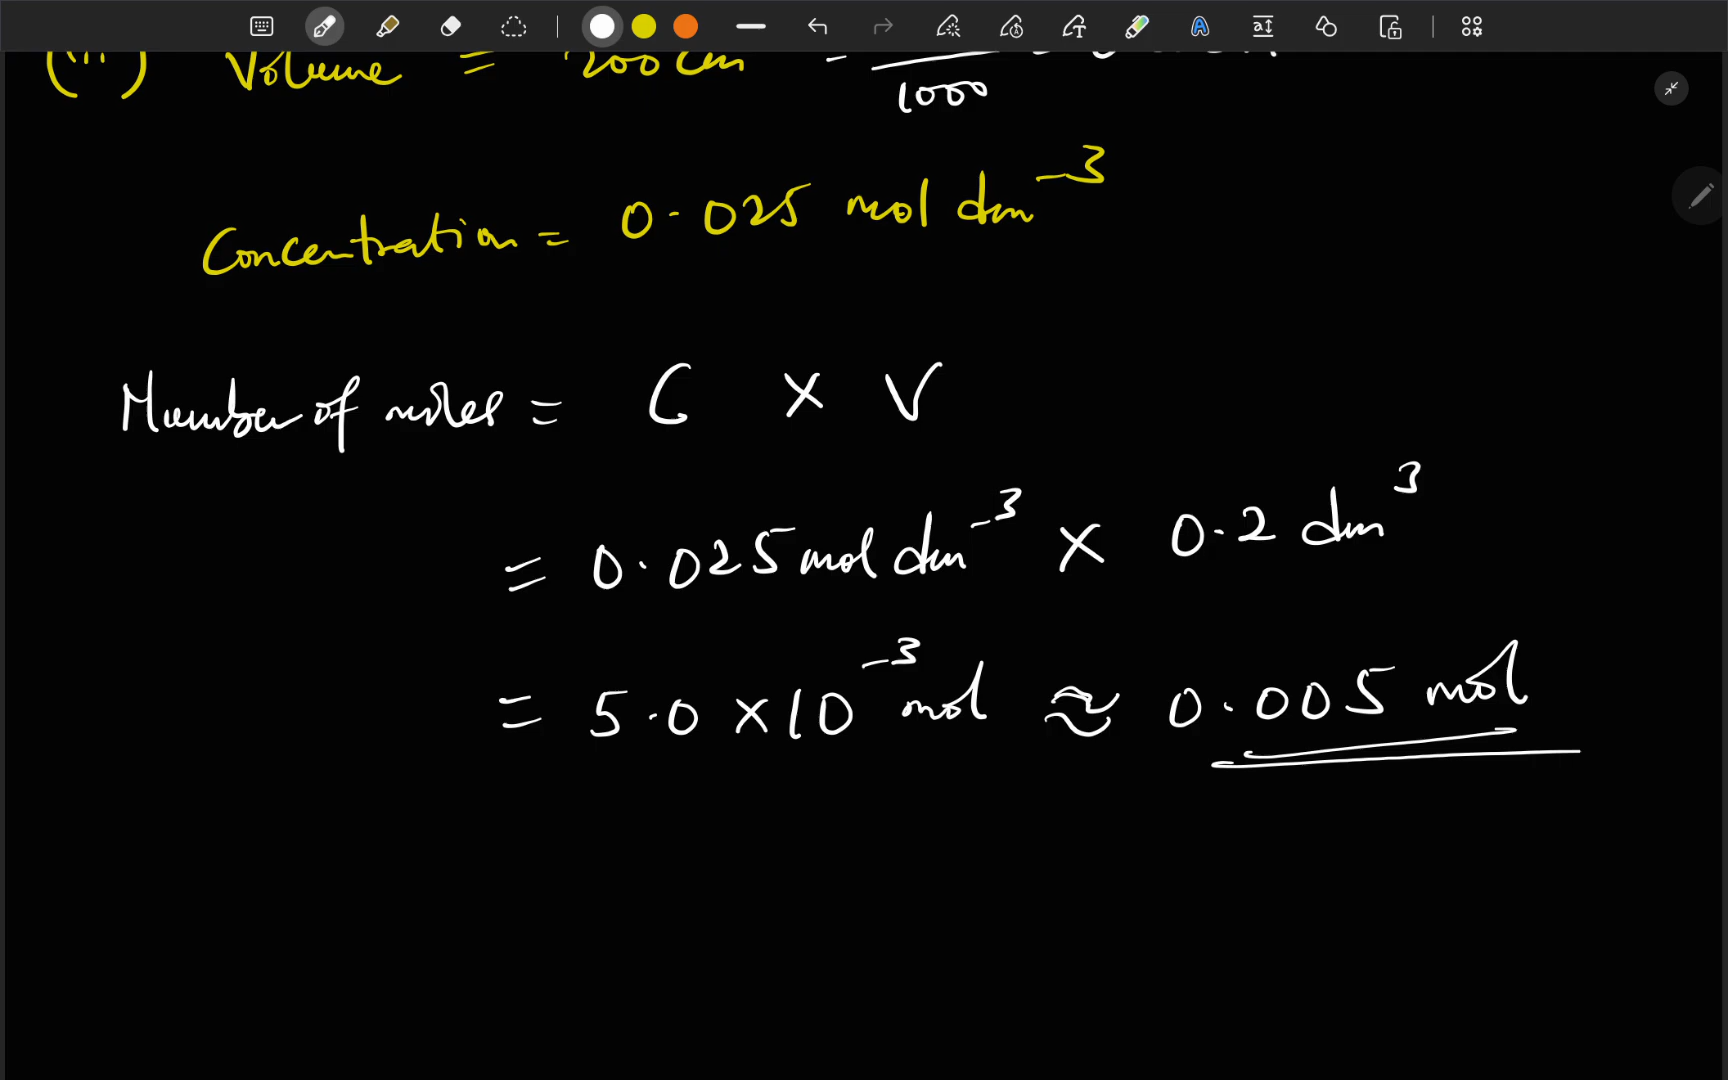 (ii) Volume = 200 cm =
1000
Concentration = 0.025 mol dm⁻³
Number of moles = C × V
= 0.025 mol dm⁻³ × 0.2 dm³
= 5.0 × 10⁻³ mol ≈ 0.005 mol